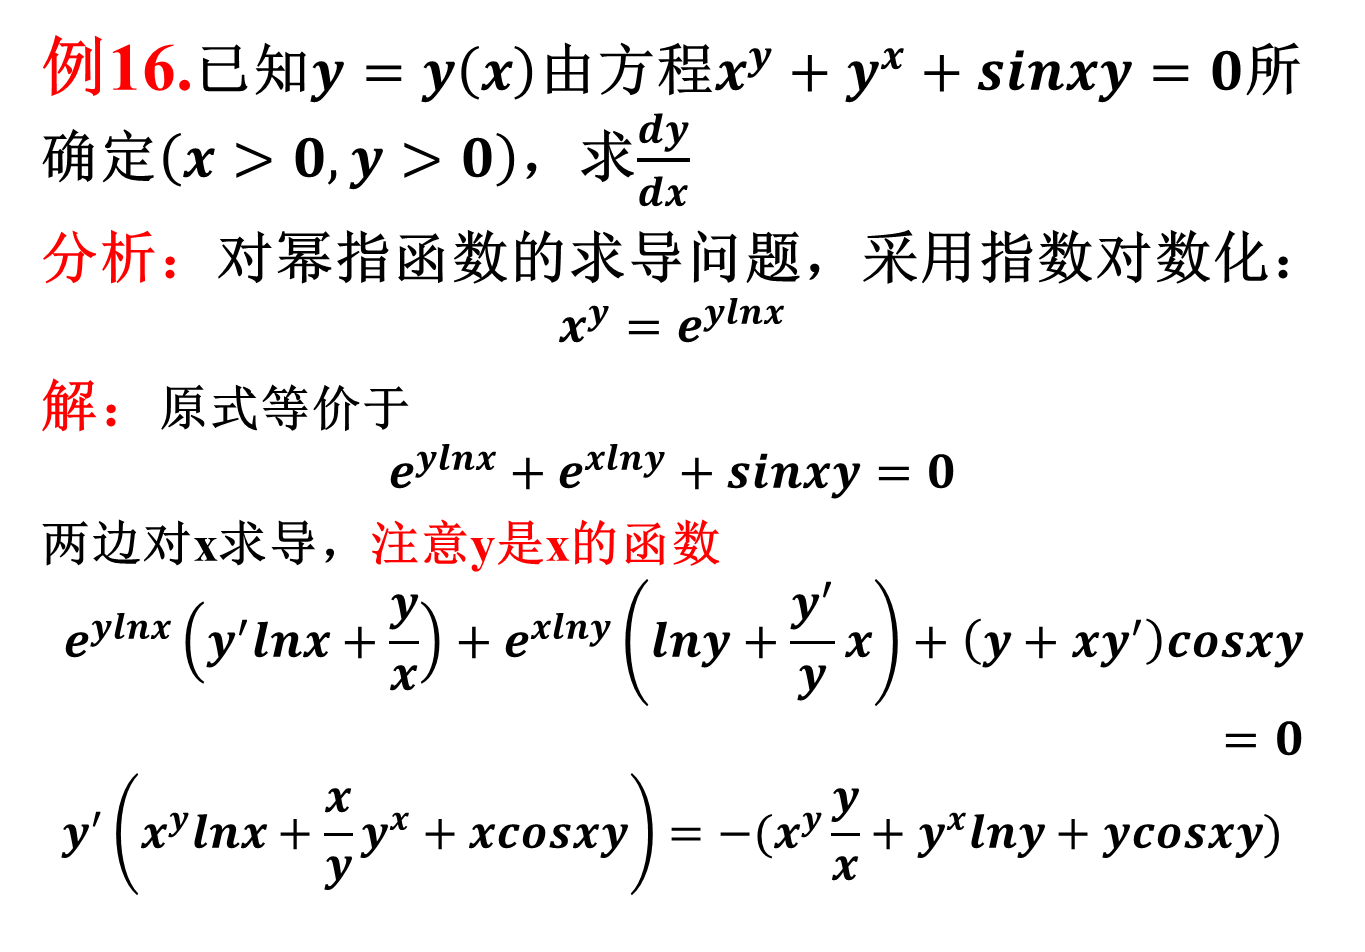 例16.已知y = y(x)由方程x^y + y^x + sinxy = 0所
确定(x > 0, y > 0)，求dy/dx
分析：对幂指函数的求导问题，采用指数对数化：
x^y = e^{ylnx}
解：原式等价于
e^{ylnx} + e^{xlny} + sinxy = 0
两边对x求导，注意y是x的函数
e^{ylnx}(y′lnx + y/x) + e^{xlny}(lny + y′/y x) + (y + xy′)cosxy
= 0
y′(x^y lnx + x/y y^x + xcosxy) = −(x^y y/x + y^x lny + ycosxy)